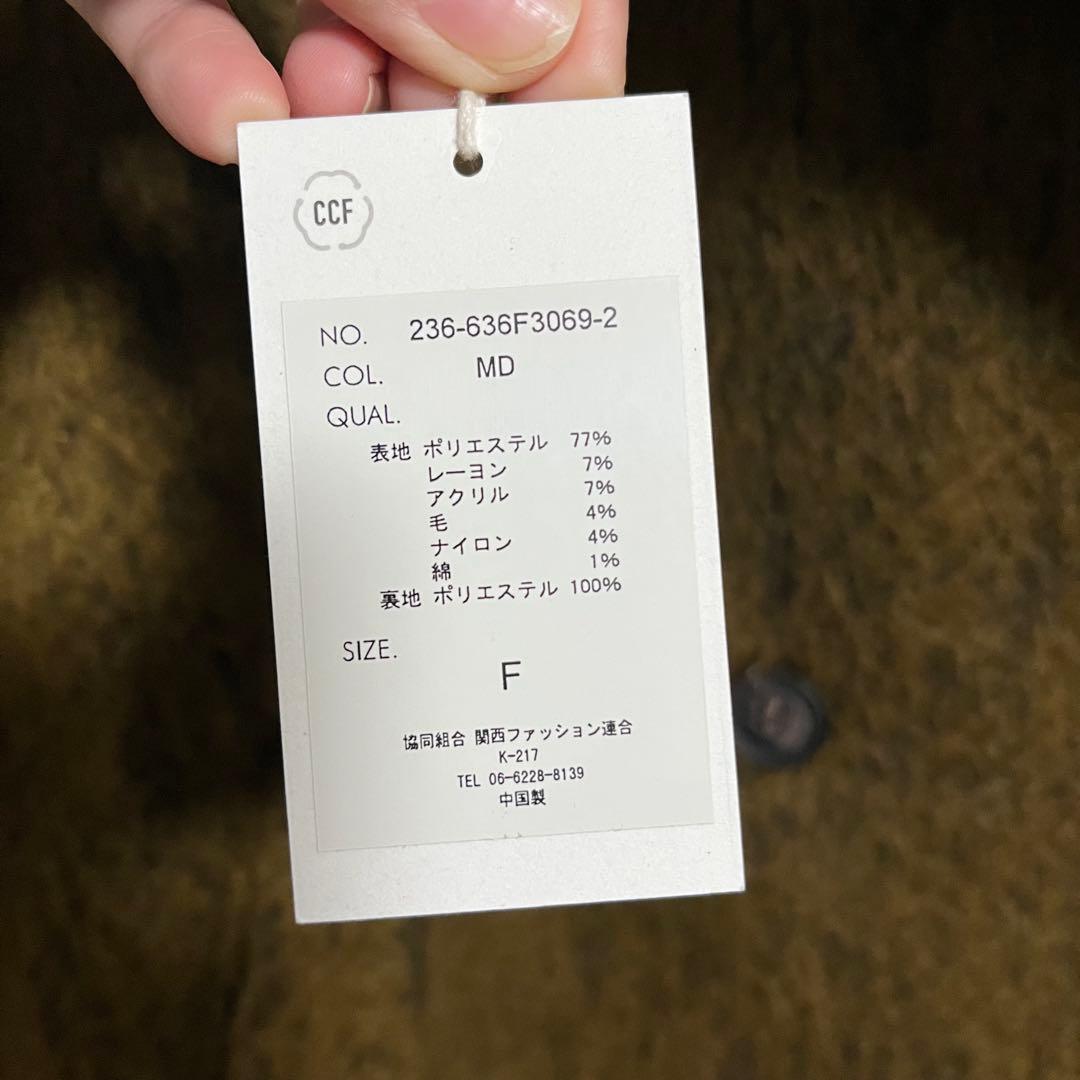 CCF
NO. 236-636F3069-2
COL. MD
QUAL.
表地 ポリエステル 77%
レーヨン 7%
アクリル 7%
毛 4%
ナイロン 4%
綿 1%
裏地 ポリエステル 100%
SIZE.
F
協同組合 関西ファッション連合
K-217
TEL 06-6228-8139
中国製